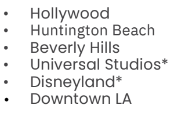 • Hollywood
• Huntington Beach
• Beverly Hills
• Universal Studios*
• Disneyland*
• Downtown LA